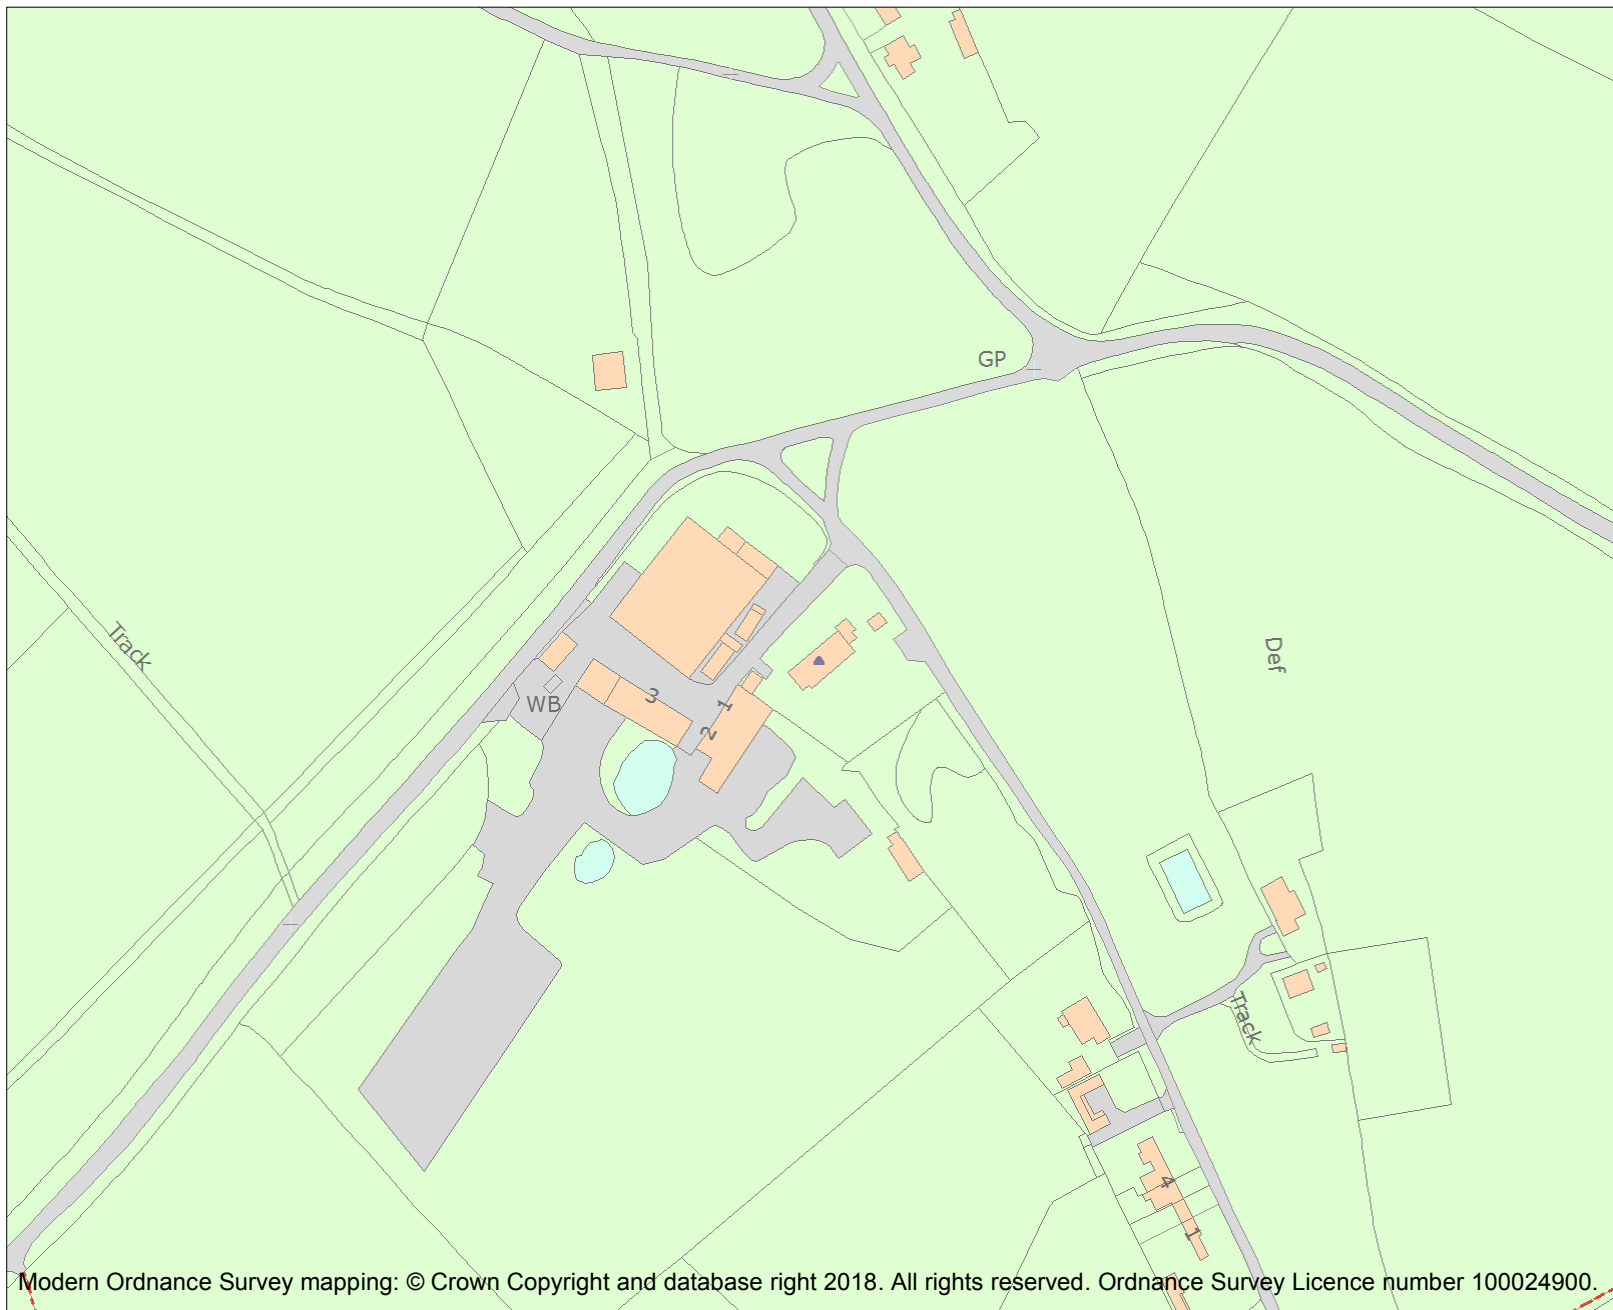 GP
Track
Def
3
1
WB
2
Track
4
1
Modern Ordnance Survey mapping: © Crown Copyright and database right 2018. All rights reserved. Ordnance Survey Licence number 100024900.